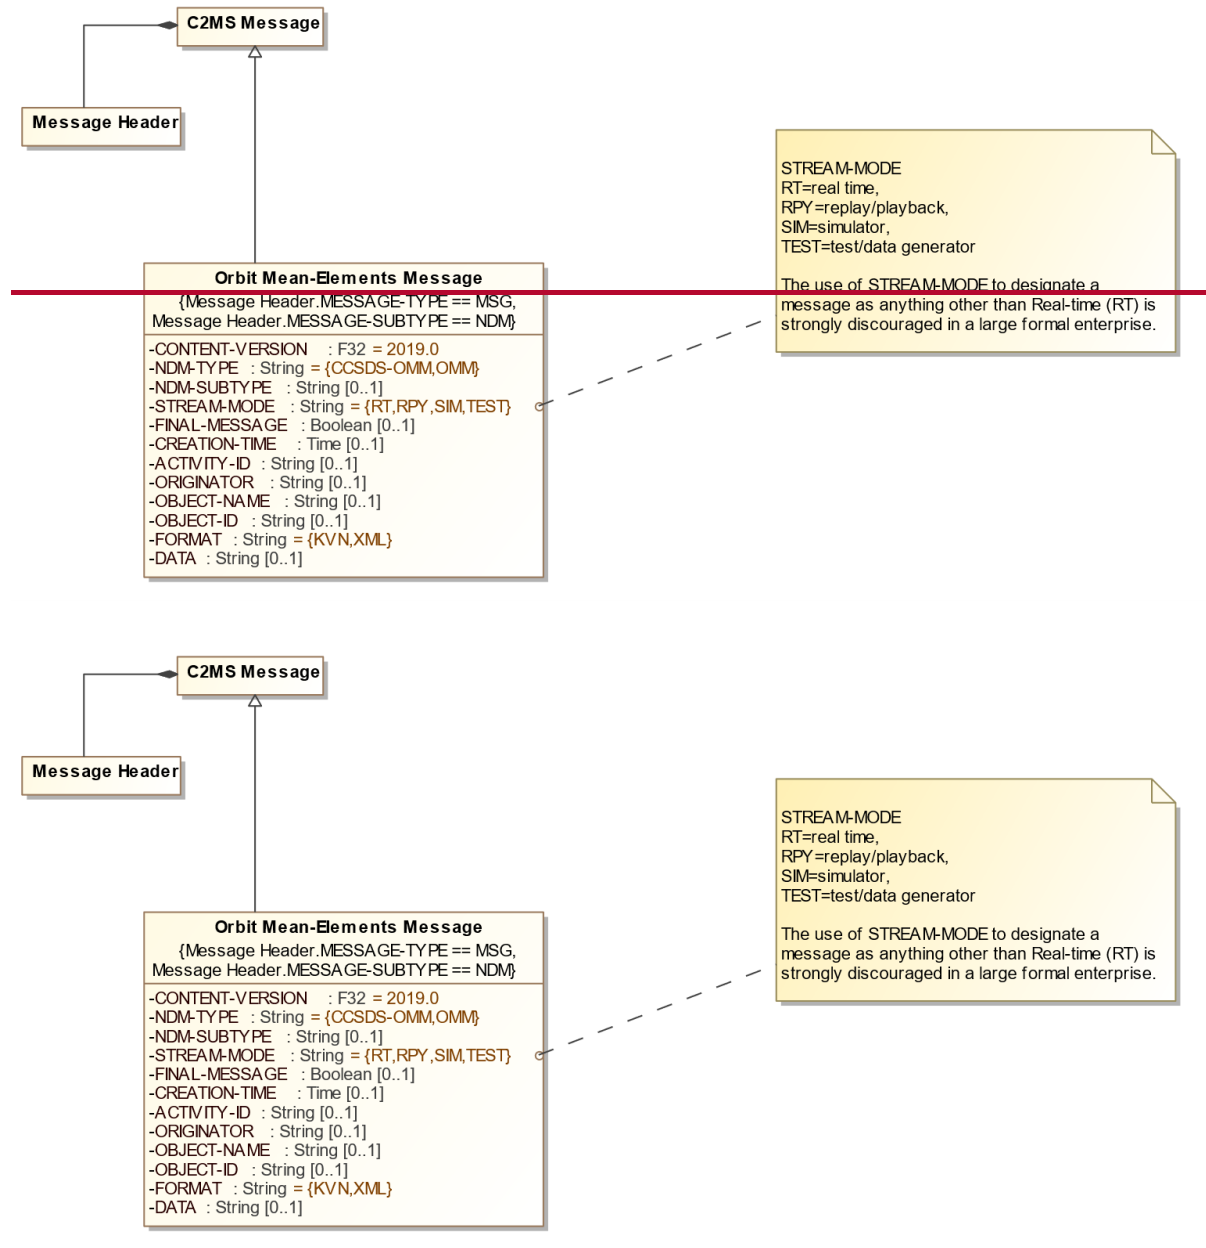 C2MS Message
Message Header
STREAM-MODE
RT=real time,
RPY=replay/playback,
SIM=simulator,
TEST=test/data generator
The use of STREAM-MODE to designate a
message as anything other than Real-time (RT) is
strongly discouraged in a large formal enterprise.
Orbit Mean-Elements Message
{Message Header.MESSAGE-TYPE == MSG,
Message Header.MESSAGE-SUBTYPE == NDM}
-CONTENT-VERSION : F32 = 2019.0
-NDM-TYPE : String = {CCSDS-OMM,OMM}
-NDM-SUBTYPE : String [0..1]
-STREAM-MODE : String = {RT,RPY,SIM,TEST}
-FINAL-MESSAGE : Boolean [0..1]
-CREATION-TIME : Time [0..1]
-ACTIVITY-ID : String [0..1]
-ORIGINATOR : String [0..1]
-OBJECT-NAME : String [0..1]
-OBJECT-ID : String [0..1]
-FORMAT : String = {KVN,XML}
-DATA : String [0..1]
C2MS Message
Message Header
STREAM-MODE
RT=real time,
RPY=replay/playback,
SIM=simulator,
TEST=test/data generator
The use of STREAM-MODE to designate a
message as anything other than Real-time (RT) is
strongly discouraged in a large formal enterprise.
Orbit Mean-Elements Message
{Message Header.MESSAGE-TYPE == MSG,
Message Header.MESSAGE-SUBTYPE == NDM}
-CONTENT-VERSION : F32 = 2019.0
-NDM-TYPE : String = {CCSDS-OMM,OMM}
-NDM-SUBTYPE : String [0..1]
-STREAM-MODE : String = {RT,RPY,SIM,TEST}
-FINAL-MESSAGE : Boolean [0..1]
-CREATION-TIME : Time [0..1]
-ACTIVITY-ID : String [0..1]
-ORIGINATOR : String [0..1]
-OBJECT-NAME : String [0..1]
-OBJECT-ID : String [0..1]
-FORMAT : String = {KVN,XML}
-DATA : String [0..1]